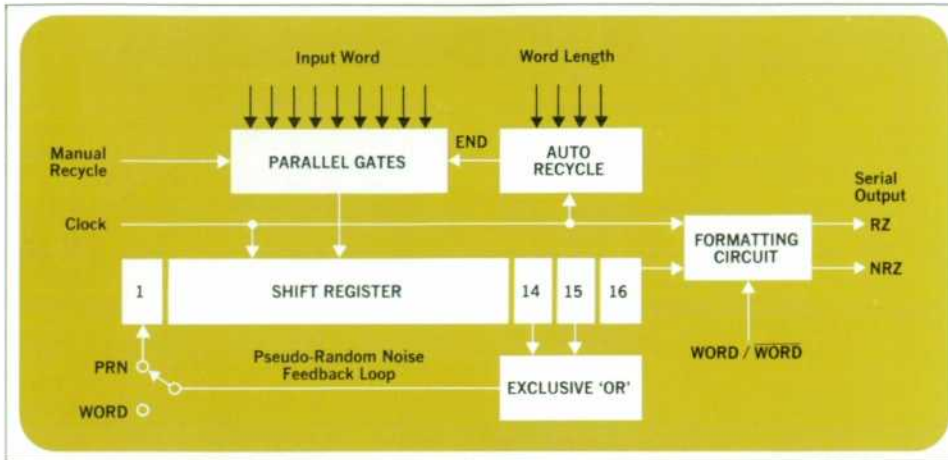 Input Word
Word Length
Manual
Recycle
PARALLEL GATES
END
AUTO
RECYCLE
Serial
Output
Clock
RZ
FORMATTING
CIRCUIT
NRZ
1
SHIFT REGISTER
14
15
16
PRN
Pseudo-Random Noise
Feedback Loop
EXCLUSIVE 'OR'
WORD / W̅O̅R̅D̅
WORD